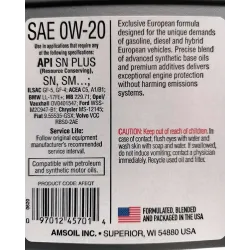 SAE 0W-20
Use in applications that require any
of the following specifications:
API SN PLUS
(Resource Conserving),
SN, SM...;
ILSAC GF-5, GF-4; ACEA C5, A1/B1;
BMW LL-17FE+; MB 229.71; Opel/
Vauxhall OV0401547; Ford WSS-
M2C947-B1; Chrysler MS-12145;
Fiat 9.55535-GSX; Volvo VCC
RBS0-2AE
Service Life:
Follow original equipment
manufacturer's recommended
service drain interval.
Compatible with petroleum
and synthetic motor oils.
PRODUCT CODE AFEQT
0 97012 45701 4
Exclusive European formula
designed for the unique demands
of gasoline, diesel and hybrid
European vehicles. Precise blend
of advanced synthetic base oils
and premium additives delivers
exceptional engine protection
without harming emissions
systems.
CAUTION: Keep out of reach of children.
In case of contact, flush eyes with water and
wash skin with soap and water. If swallowed,
do not induce vomiting, contact a physician
immediately. Recycle used oil and filter.
FORMULATED, BLENDED
AND PACKAGED IN THE USA.
AMSOIL INC. • SUPERIOR, WI 54880 USA